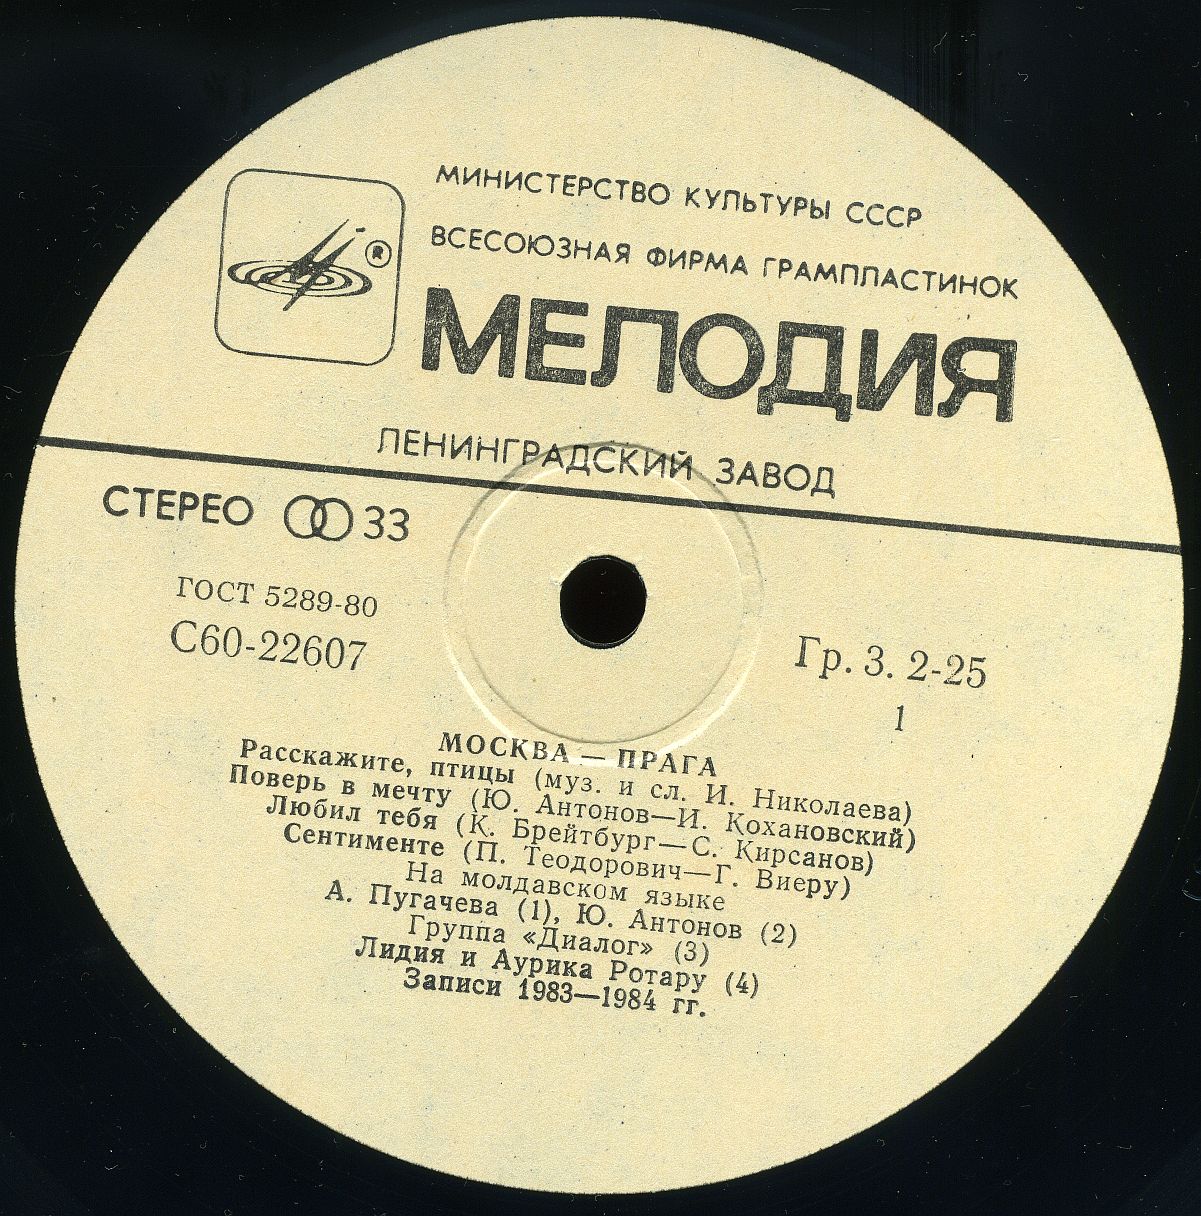 МИНИСТЕРСТВО КУЛЬТУРЫ СССР
ВСЕСОЮЗНАЯ ФИРМА ГРАМПЛАСТИНОК
®
МЕЛОДИЯ
ЛЕНИНГРАДСКИЙ ЗАВОД
СТЕРЕО 33
ГОСТ 5289-80
С60-22607
Гр. 3. 2-25
1
МОСКВА — ПРАГА
Расскажите, птицы (муз. и сл. И. Николаева)
Поверь в мечту (Ю. Антонов—И. Кохановский)
Любил тебя (К. Брейтбург—С. Кирсанов)
Сентименте (П. Теодорович—Г. Виеру)
На молдавском языке
А. Пугачева (1), Ю. Антонов (2)
Группа «Диалог» (3)
Лидия и Аурика Ротару (4)
Записи 1983—1984 гг.